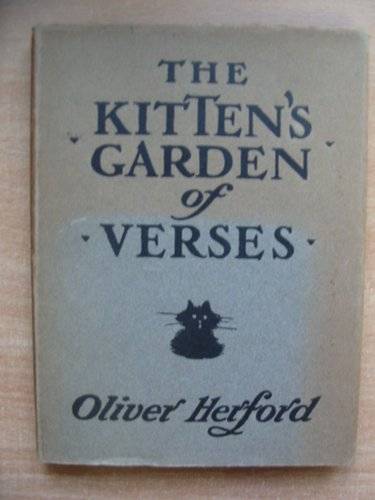 THE
KITTEN'S
GARDEN
of
VERSES
Oliver Herford